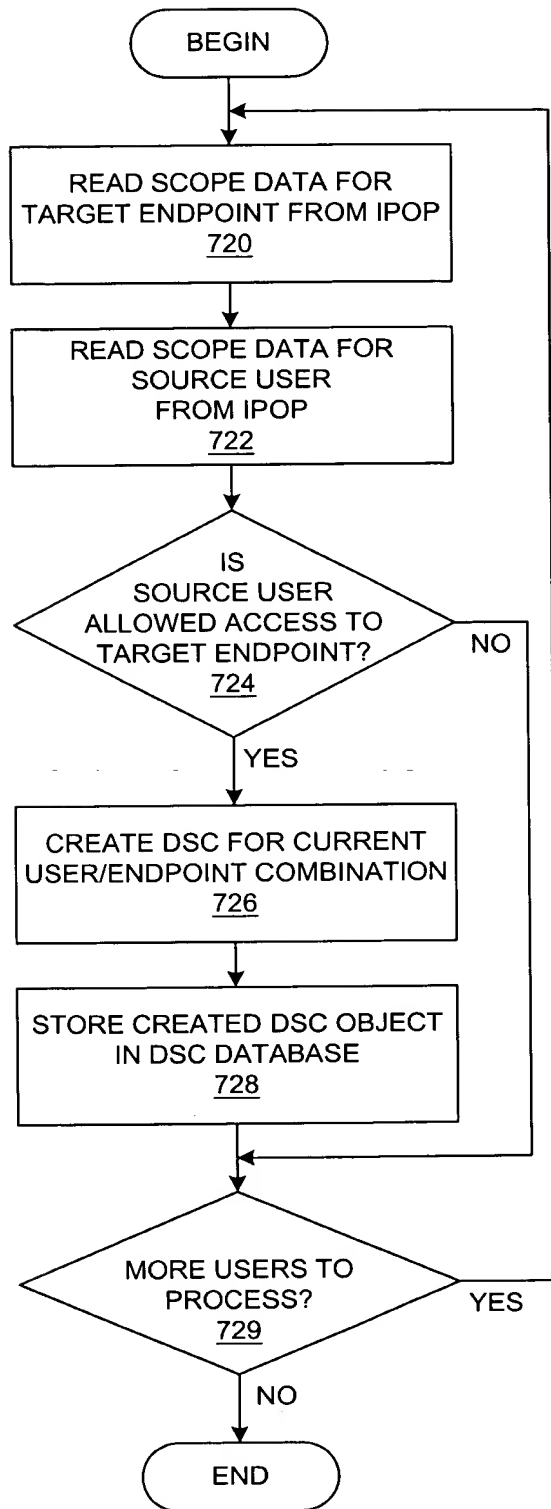 BEGIN
READ SCOPE DATA FOR
TARGET ENDPOINT FROM IPOP
720
READ SCOPE DATA FOR
SOURCE USER
FROM IPOP
722
IS
SOURCE USER
ALLOWED ACCESS TO
TARGET ENDPOINT?
724
NO
YES
CREATE DSC FOR CURRENT
USER/ENDPOINT COMBINATION
726
STORE CREATED DSC OBJECT
IN DSC DATABASE
728
MORE USERS TO
PROCESS?
729
YES
NO
END